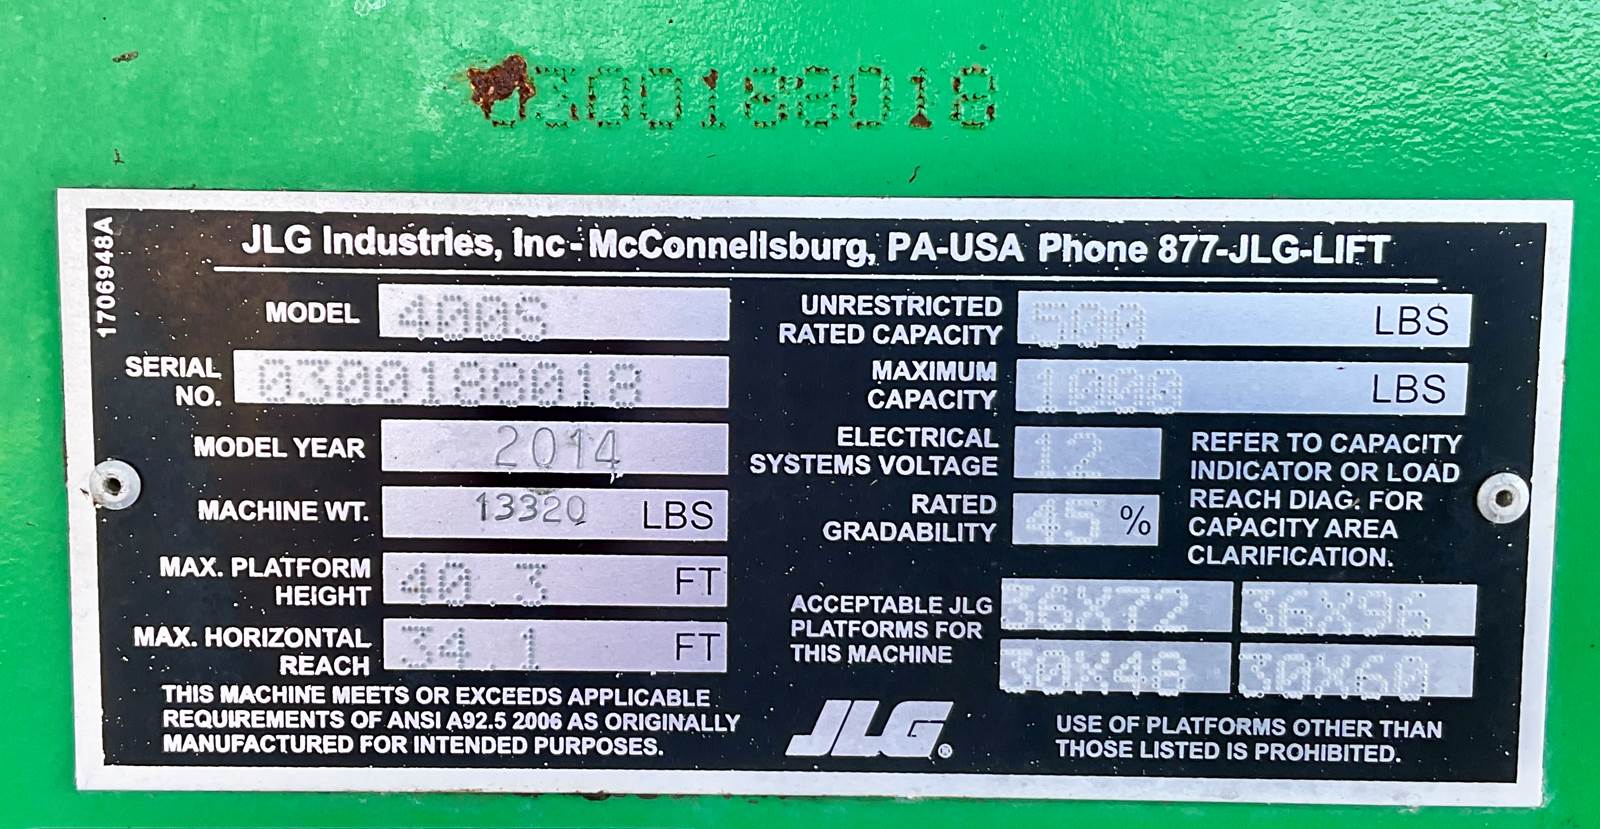 0300188018
1706948A
JLG Industries, Inc - McConnellsburg, PA-USA Phone 877-JLG-LIFT
MODEL 400S
SERIAL NO. 0300188018
MODEL YEAR 2014
MACHINE WT. 13320 LBS
MAX. PLATFORM HEIGHT 40.3 FT
MAX. HORIZONTAL REACH 34.1 FT
THIS MACHINE MEETS OR EXCEEDS APPLICABLE
REQUIREMENTS OF ANSI A92.5 2006 AS ORIGINALLY
MANUFACTURED FOR INTENDED PURPOSES.
UNRESTRICTED
RATED CAPACITY 500 LBS
MAXIMUM
CAPACITY 1000 LBS
ELECTRICAL
SYSTEMS VOLTAGE 12
RATED
GRADABILITY 45 %
REFER TO CAPACITY
INDICATOR OR LOAD
REACH DIAG. FOR
CAPACITY AREA
CLARIFICATION.
ACCEPTABLE JLG
PLATFORMS FOR
THIS MACHINE
36X72 36X96
30X48 30X60
JLG®
USE OF PLATFORMS OTHER THAN
THOSE LISTED IS PROHIBITED.